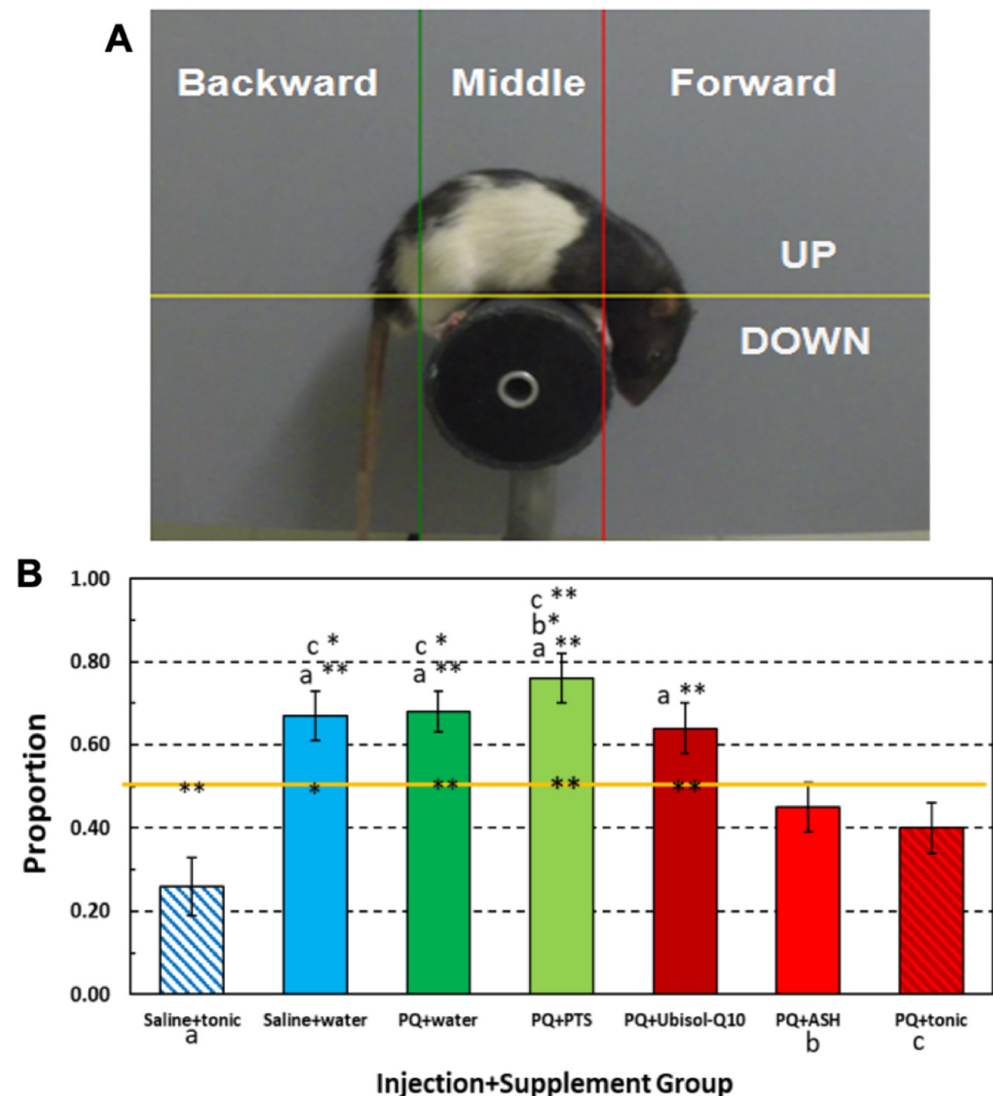 A
Backward Middle Forward
UP
DOWN
B
1.00
0.80
0.60
0.40
0.20
0.00
Proportion
c *
a **
c *
a **
c **
b*
a **
a **
** * ** ** **
Saline+tonic Saline+water PQ+water PQ+PTS PQ+Ubisol-Q10 PQ+ASH PQ+tonic
a b c
Injection+Supplement Group